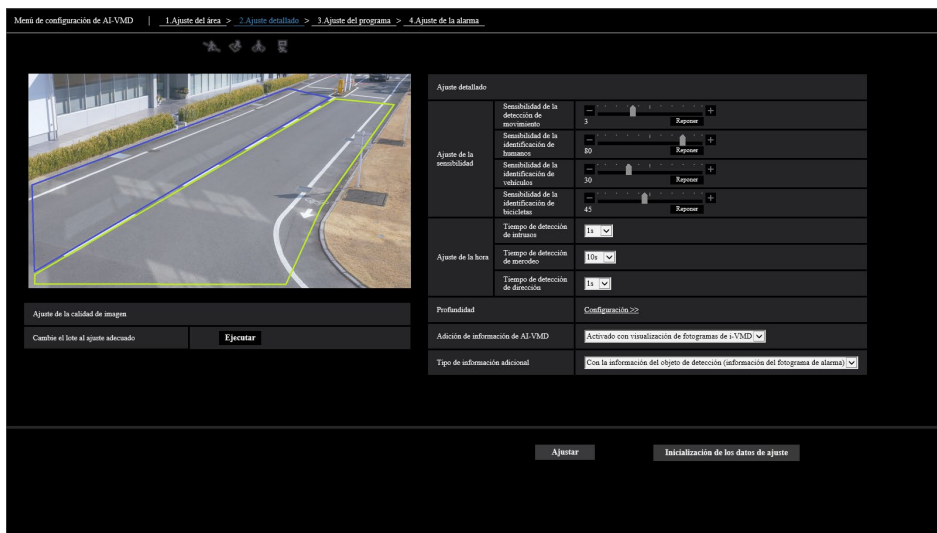 Menú de configuración de AI-VMD | 1.Ajuste del área > 2.Ajuste detallado > 3.Ajuste del programa > 4.Ajuste de la alarma
Ajuste detallado
Ajuste de la
sensibilidad
Sensibilidad de la
detección de
movimiento
3
Reponer
Sensibilidad de la
identificación de
humanos
80
Reponer
Sensibilidad de la
identificación de
vehículos
30
Reponer
Sensibilidad de la
identificación de
bicicletas
45
Reponer
Ajuste de la hora
Tiempo de detección
de intrusos
1s
Tiempo de detección
de merodeo
10s
Tiempo de detección
de dirección
1s
Profundidad
Configuración >>
Adición de información de AI-VMD
Activado con visualización de fotogramas de i-VMD
Tipo de información adicional
Con la información del objeto de detección (información del fotograma de alarma)
Ajuste de la calidad de imagen
Cambie el lote al ajuste adecuado
Ejecutar
Ajustar
Inicialización de los datos de ajuste